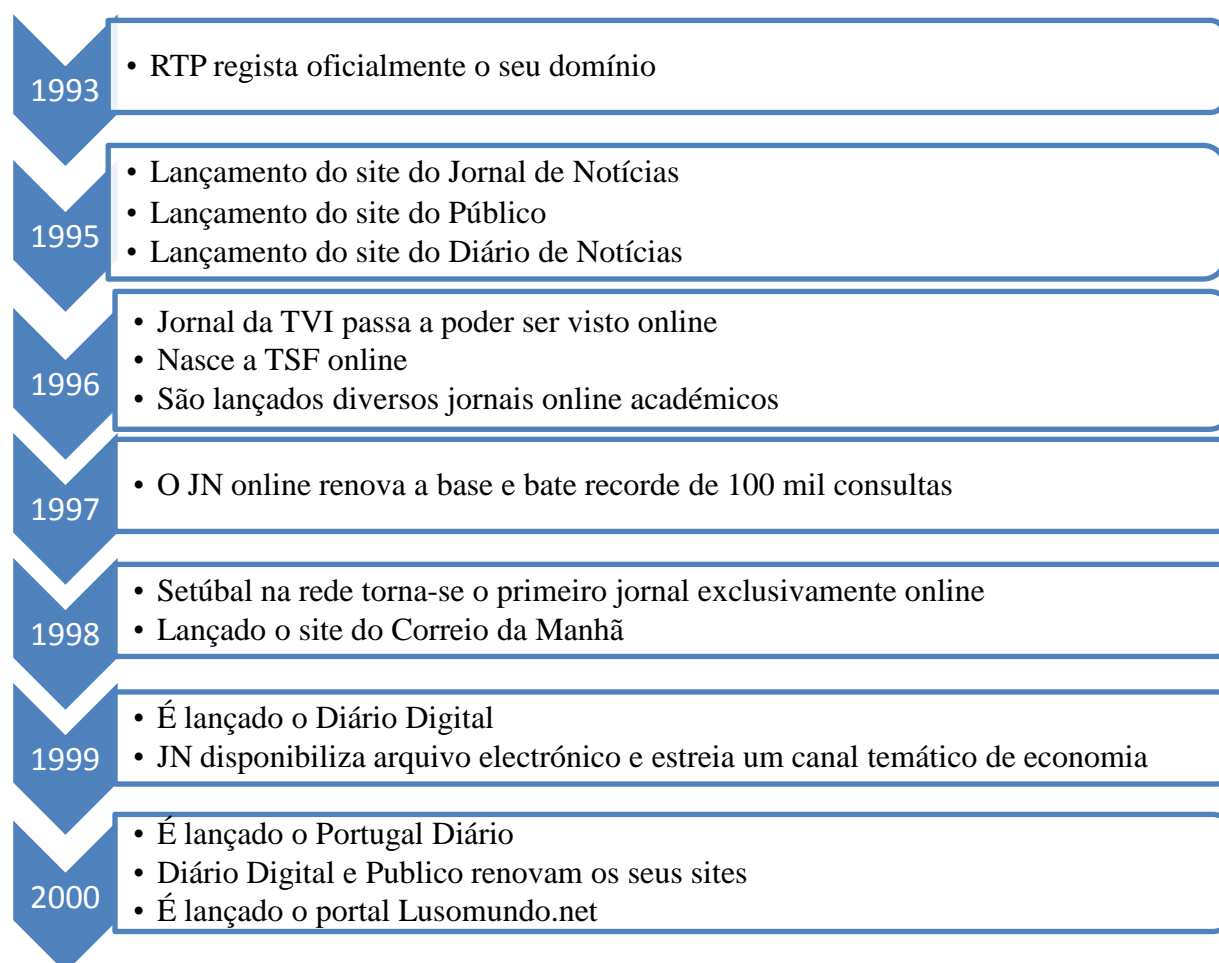 1993
• RTP regista oficialmente o seu domínio
1995
• Lançamento do site do Jornal de Notícias
• Lançamento do site do Público
• Lançamento do site do Diário de Notícias
1996
• Jornal da TVI passa a poder ser visto online
• Nasce a TSF online
• São lançados diversos jornais online académicos
1997
• O JN online renova a base e bate recorde de 100 mil consultas
1998
• Setúbal na rede torna-se o primeiro jornal exclusivamente online
• Lançado o site do Correio da Manhã
1999
• É lançado o Diário Digital
• JN disponibiliza arquivo electrónico e estreia um canal temático de economia
2000
• É lançado o Portugal Diário
• Diário Digital e Publico renovam os seus sites
• É lançado o portal Lusomundo.net